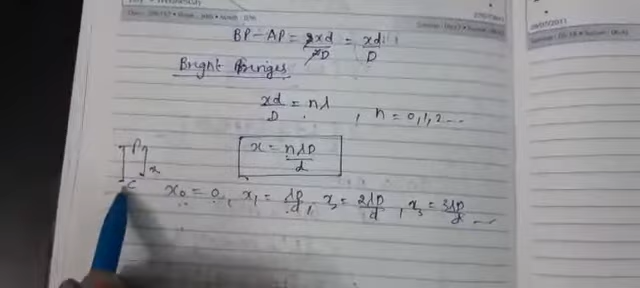 BP - AP = 2xd/2D = xd/D
Bright Fringes
xd/D = nλ , n = 0, 1, 2 ...
P
x = nλD/d
x
C
x₀ = 0, x₁ = λD/d, x₂ = 2λD/d, x₃ = 3λD/d ...